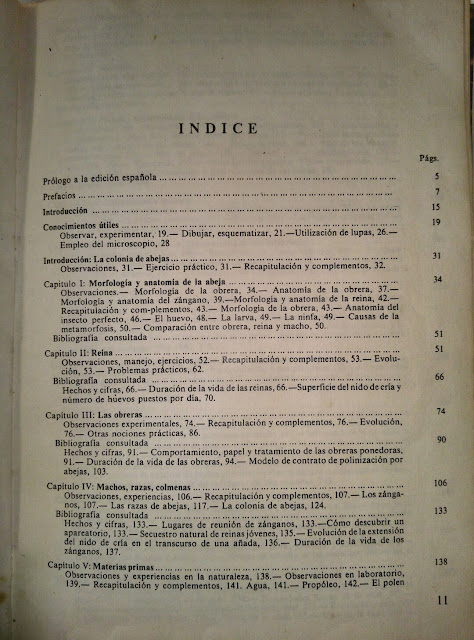 INDICE
Págs.
Prólogo a la edición española ........................ 5
Prefacios ........................ 7
Introducción ........................ 15
Conocimientos útiles ........................ 19
Observar, experimentar, 19.— Dibujar, esquematizar, 21.—Utilización de lupas, 26.—
Empleo del microscopio, 28
Introducción: La colonia de abejas ........................ 31
Observaciones, 31.— Ejercicio práctico, 31.— Recapitulación y complementos, 32.
Capítulo I: Morfología y anatomía de la abeja ........................ 34
Observaciones.— Morfología de la obrera, 34.— Anatomía de la obrera, 37.—
Morfología y anatomía del zángano, 39.—Morfología y anatomía de la reina, 42.—
Recapitulación y com-plementos, 43.— Morfología de la obrera, 43.— Anatomía del
insecto perfecto, 46.— El huevo, 48.— La larva, 49.— La ninfa, 49.— Causas de la
metamorfosis, 50.— Comparación entre obrera, reina y macho, 50.
Bibliografía consultada ........................ 51
Capítulo II: Reina ........................ 51
Observaciones, manejo, ejercicios, 52.— Recapitulación y complementos, 53.— Evolu-
ción, 53.— Problemas prácticos, 62.
Bibliografía consultada ........................ 66
Hechos y cifras, 66.— Duración de la vida de las reinas, 66.—Superficie del nido de cría y
número de huevos puestos por día, 70.
Capítulo III: Las obreras ........................ 74
Observaciones experimentales, 74.— Recapitulación y complementos, 76.— Evolución,
76.— Otras nociones prácticas, 86.
Bibliografía consultada ........................ 90
Hechos y cifras, 91.— Comportamiento, papel y tratamiento de las obreras ponedoras,
91.— Duración de la vida de las obreras, 94.— Modelo de contrato de polinización por
abejas, 103.
Capítulo IV: Machos, razas, colmenas ........................ 106
Observaciones, experiencias, 106.— Recapitulación y complementos, 107.— Los zánga-
nos, 107.— Las razas de abejas, 117.— La colonia de abejas, 124.
Bibliografía consultada ........................ 133
Hechos y cifras, 133.— Lugares de reunión de zánganos, 133.—Cómo descubrir un
apareatorio, 133.— Secuestro natural de reinas jóvenes, 135.— Evolución de la extensión
del nido de cría en el transcurso de una añada, 136.— Duración de la vida de los
zánganos, 137.
Capítulo V: Materias primas ........................ 138
Observaciones y experiencias en la naturaleza, 138.— Observaciones en laboratorio,
139.— Recapitulación y complementos, 141. Agua, 141.— Propóleo, 142.— El polen
11